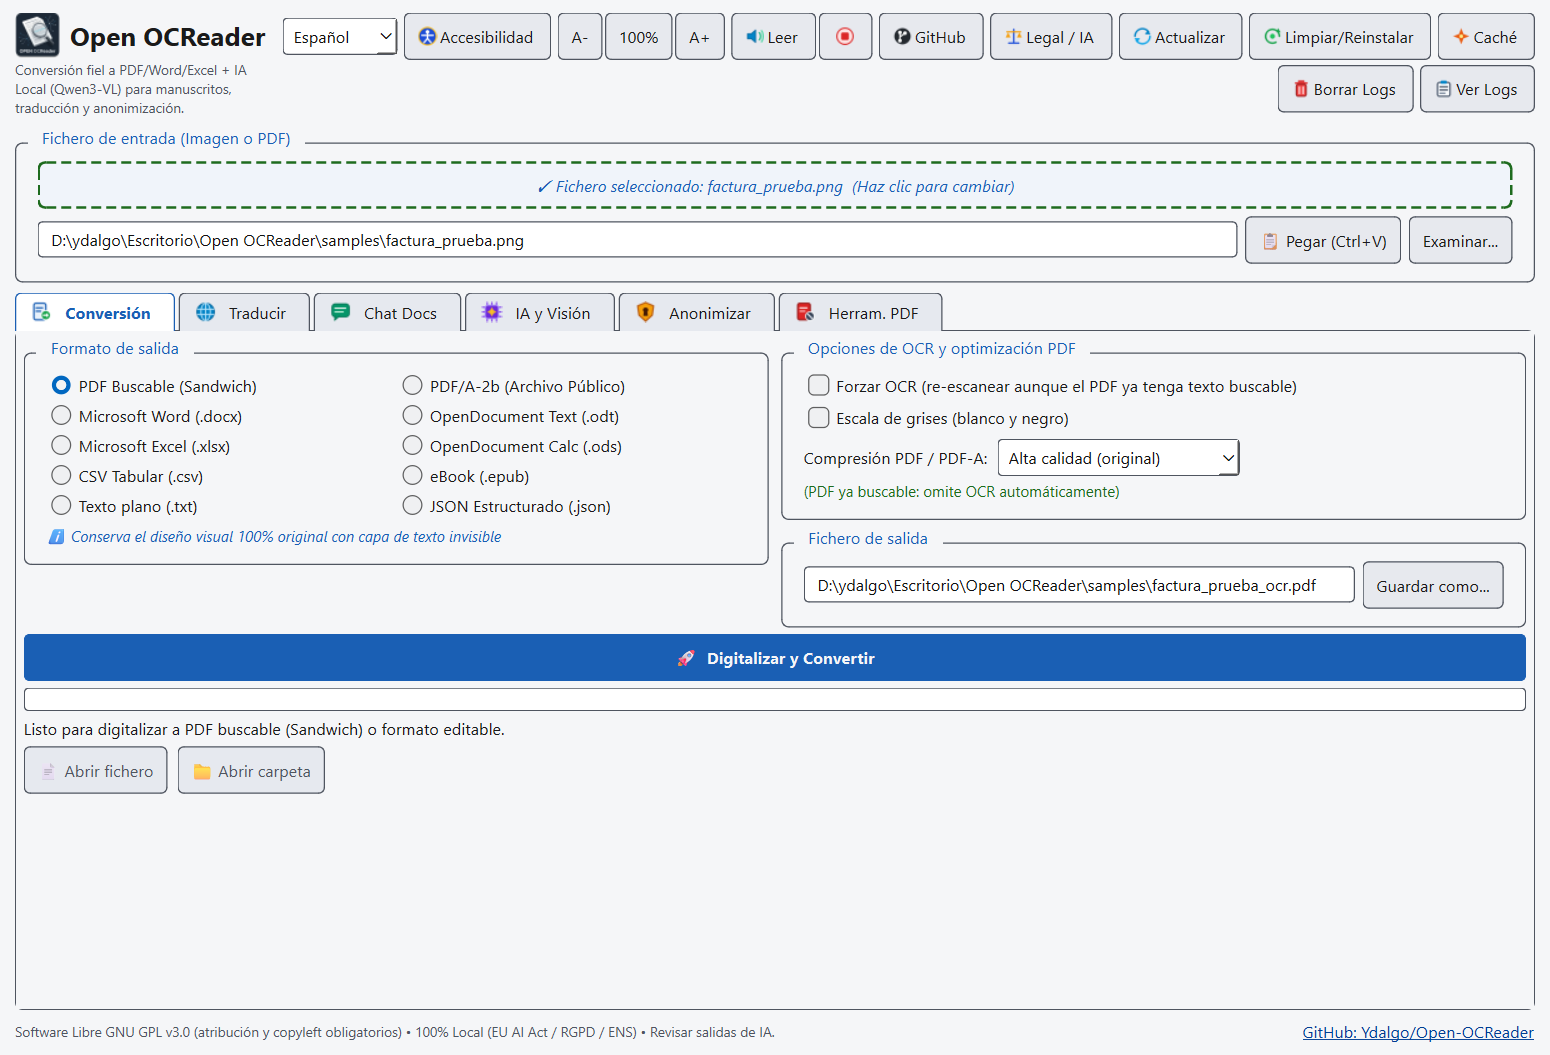 Open OCReader
Español
Accesibilidad
A-
100%
A+
Leer
GitHub
Legal / IA
Actualizar
Limpiar/Reinstalar
Caché
Conversión fiel a PDF/Word/Excel + IA
Local (Qwen3-VL) para manuscritos,
traducción y anonimización.
Borrar Logs
Ver Logs
Fichero de entrada (Imagen o PDF)
✓ Fichero seleccionado: factura_prueba.png (Haz clic para cambiar)
D:\ydalgo\Escritorio\Open OCReader\samples\factura_prueba.png
Pegar (Ctrl+V)
Examinar...
Conversión
Traducir
Chat Docs
IA y Visión
Anonimizar
Herram. PDF
Formato de salida
PDF Buscable (Sandwich)
PDF/A-2b (Archivo Público)
Microsoft Word (.docx)
OpenDocument Text (.odt)
Microsoft Excel (.xlsx)
OpenDocument Calc (.ods)
CSV Tabular (.csv)
eBook (.epub)
Texto plano (.txt)
JSON Estructurado (.json)
Conserva el diseño visual 100% original con capa de texto invisible
Opciones de OCR y optimización PDF
Forzar OCR (re-escanear aunque el PDF ya tenga texto buscable)
Escala de grises (blanco y negro)
Compresión PDF / PDF-A:
Alta calidad (original)
(PDF ya buscable: omite OCR automáticamente)
Fichero de salida
D:\ydalgo\Escritorio\Open OCReader\samples\factura_prueba_ocr.pdf
Guardar como...
Digitalizar y Convertir
Listo para digitalizar a PDF buscable (Sandwich) o formato editable.
Abrir fichero
Abrir carpeta
Software Libre GNU GPL v3.0 (atribución y copyleft obligatorios) • 100% Local (EU AI Act / RGPD / ENS) • Revisar salidas de IA.
GitHub: Ydalgo/Open-OCReader